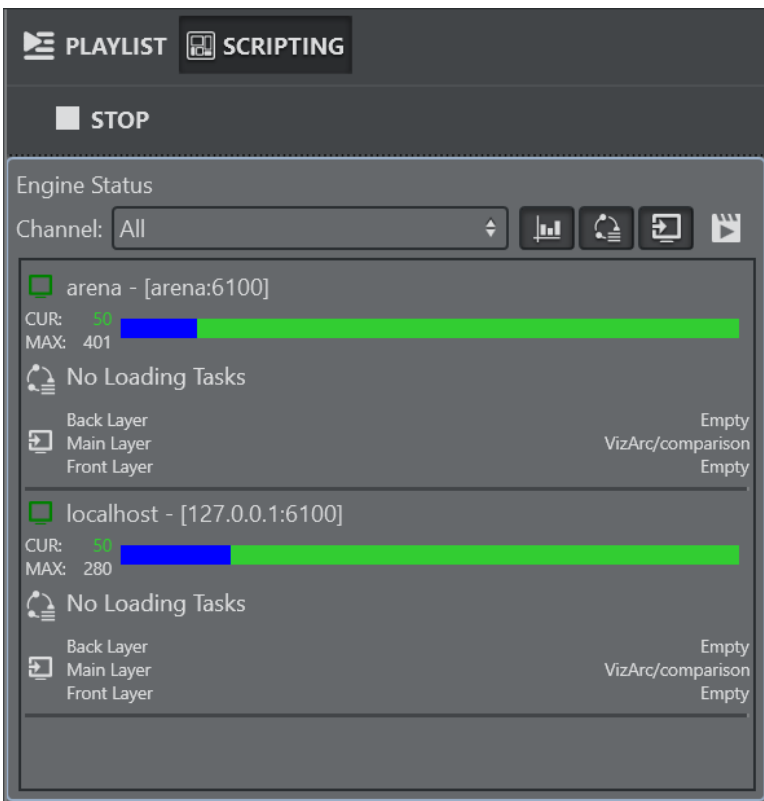 PLAYLIST SCRIPTING
STOP
Engine Status
Channel: All
arena - [arena:6100]
CUR: 50
MAX: 401
No Loading Tasks
Back Layer Empty
Main Layer VizArc/comparison
Front Layer Empty
localhost - [127.0.0.1:6100]
CUR: 50
MAX: 280
No Loading Tasks
Back Layer Empty
Main Layer VizArc/comparison
Front Layer Empty